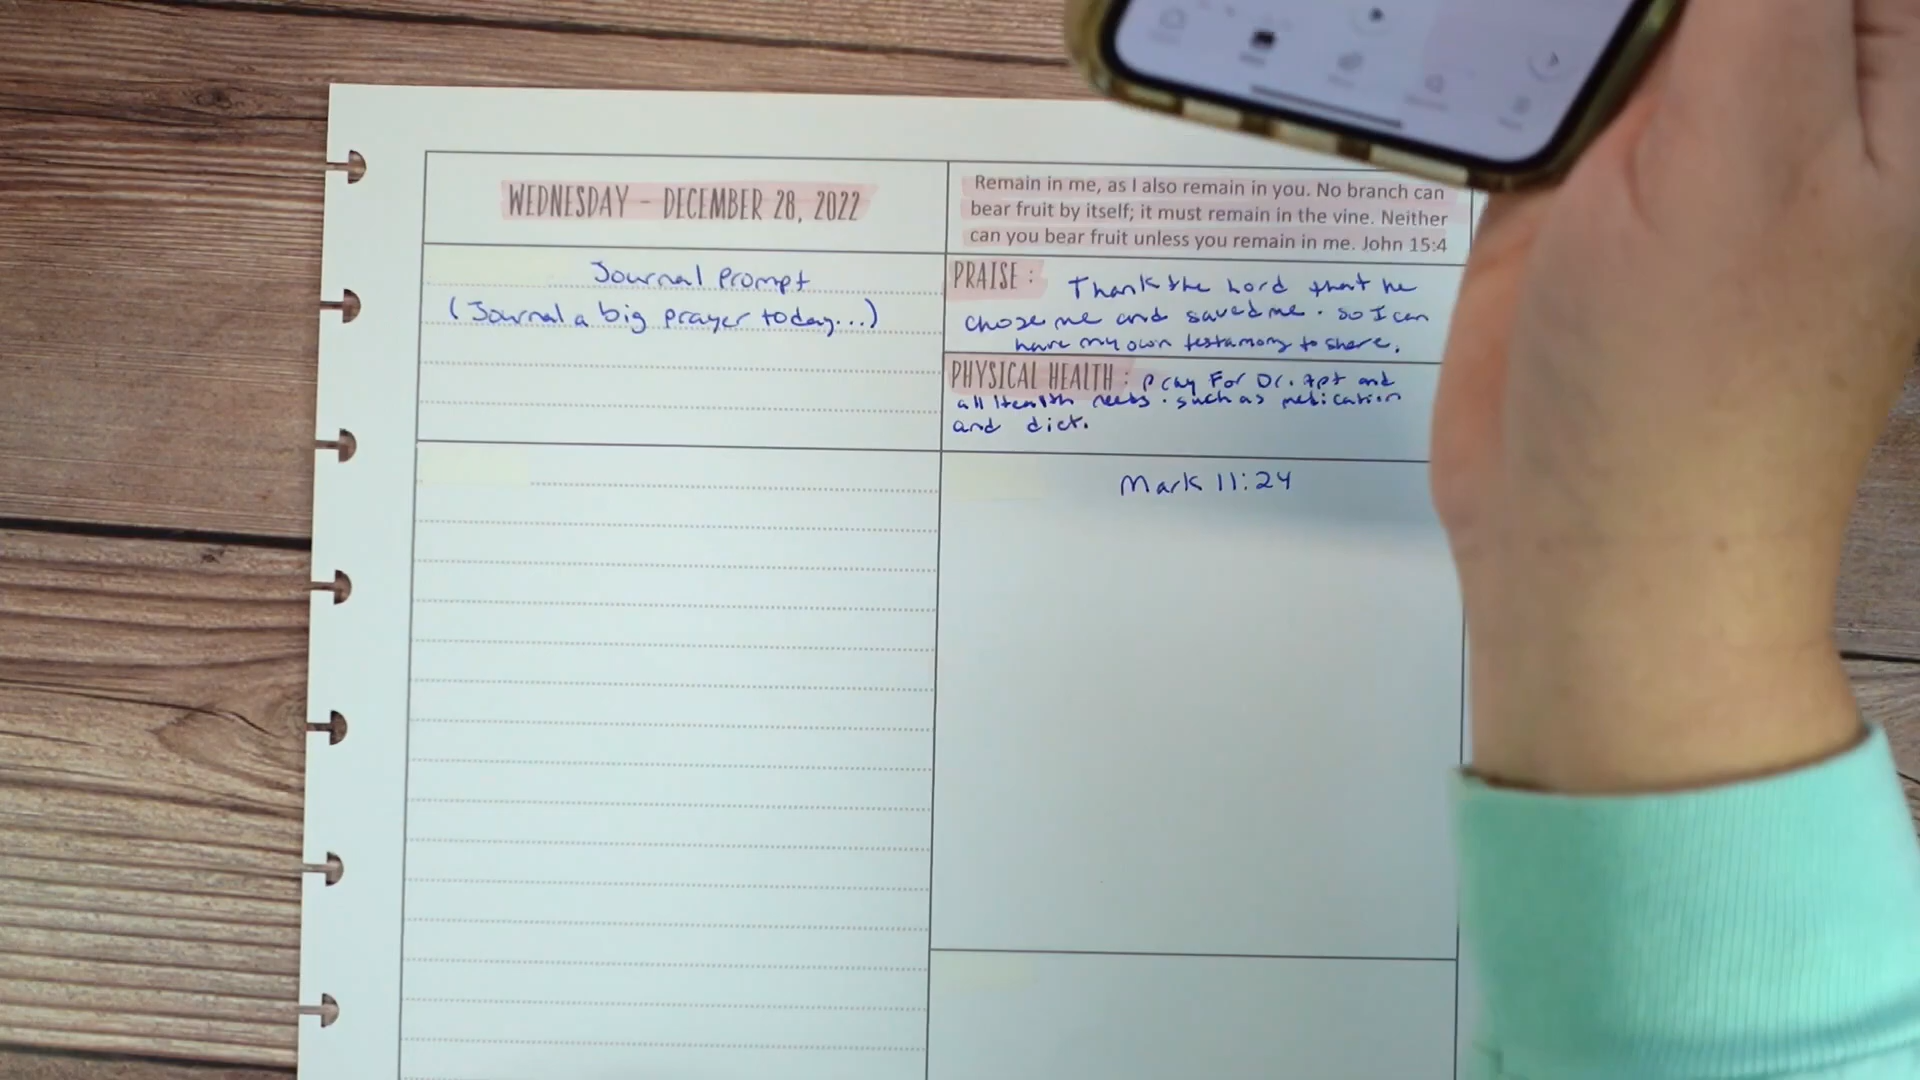 WEDNESDAY - DECEMBER 28, 2022
Remain in me, as I also remain in you. No branch can
bear fruit by itself; it must remain in the vine. Neither
can you bear fruit unless you remain in me. John 15:4
Journal Prompt
(Journal a big prayer today...)
PRAISE : Thank the Lord that he
chose me and saved me. so I can
have my own testamony to share.
PHYSICAL HEALTH : Pray For Dr. Apt and
all Health needs. such as medication
and diet.
Mark 11:24